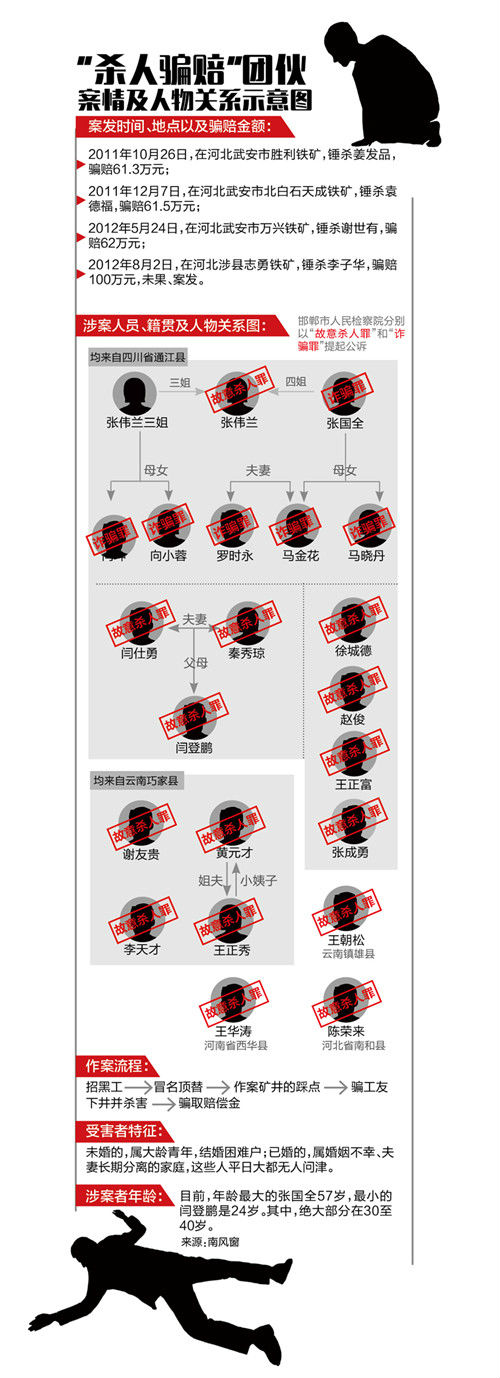 “杀人骗赔”团伙
案情及人物关系示意图
案发时间、地点以及骗赔金额：
2011年10月26日，在河北武安市胜利铁矿，锤杀姜发品，
骗赔61.3万元；
2011年12月7日，在河北武安市北白石天成铁矿，锤杀袁
德福，骗赔61.5万元；
2012年5月24日，在河北武安市万兴铁矿，锤杀谢世有，骗
赔62万元；
2012年8月2日，在河北涉县志勇铁矿，锤杀李子华，骗赔
100万元，未果、案发。
涉案人员、籍贯及人物关系图：
邯郸市人民检察院分别
以“故意杀人罪”和“诈
骗罪”提起公诉
均来自四川省通江县
三姐 故意杀人罪 四姐 诈骗罪
张伟兰三姐 张伟兰 张国全
母女 夫妻 母女
诈骗罪 诈骗罪 诈骗罪 诈骗罪 诈骗罪
向小蓉 罗时永 马金花 马晓丹
故意杀人罪 夫妻 故意杀人罪 故意杀人罪
闫仕勇 秦秀琼 徐城德
父母
故意杀人罪 故意杀人罪
闫登鹏 赵俊
故意杀人罪
王正富
均来自云南巧家县
故意杀人罪 故意杀人罪 故意杀人罪
谢友贵 黄元才 张成勇
姐夫 小姨子
故意杀人罪 故意杀人罪 故意杀人罪
李天才 王正秀 王朝松
云南镇雄县
故意杀人罪 故意杀人罪
王华涛 陈荣来
河南省西华县 河北省南和县
作案流程：
招黑工 冒名顶替 作案矿井的踩点 骗工友
下井并杀害 骗取赔偿金
受害者特征：
未婚的，属大龄青年，结婚困难户；已婚的，属婚姻不幸、夫
妻长期分离的家庭，这些人平日大都无人问津。
涉案者年龄：
目前，年龄最大的张国全57岁，最小的
闫登鹏是24岁。其中，绝大部分在30至
40岁。
来源：南风窗